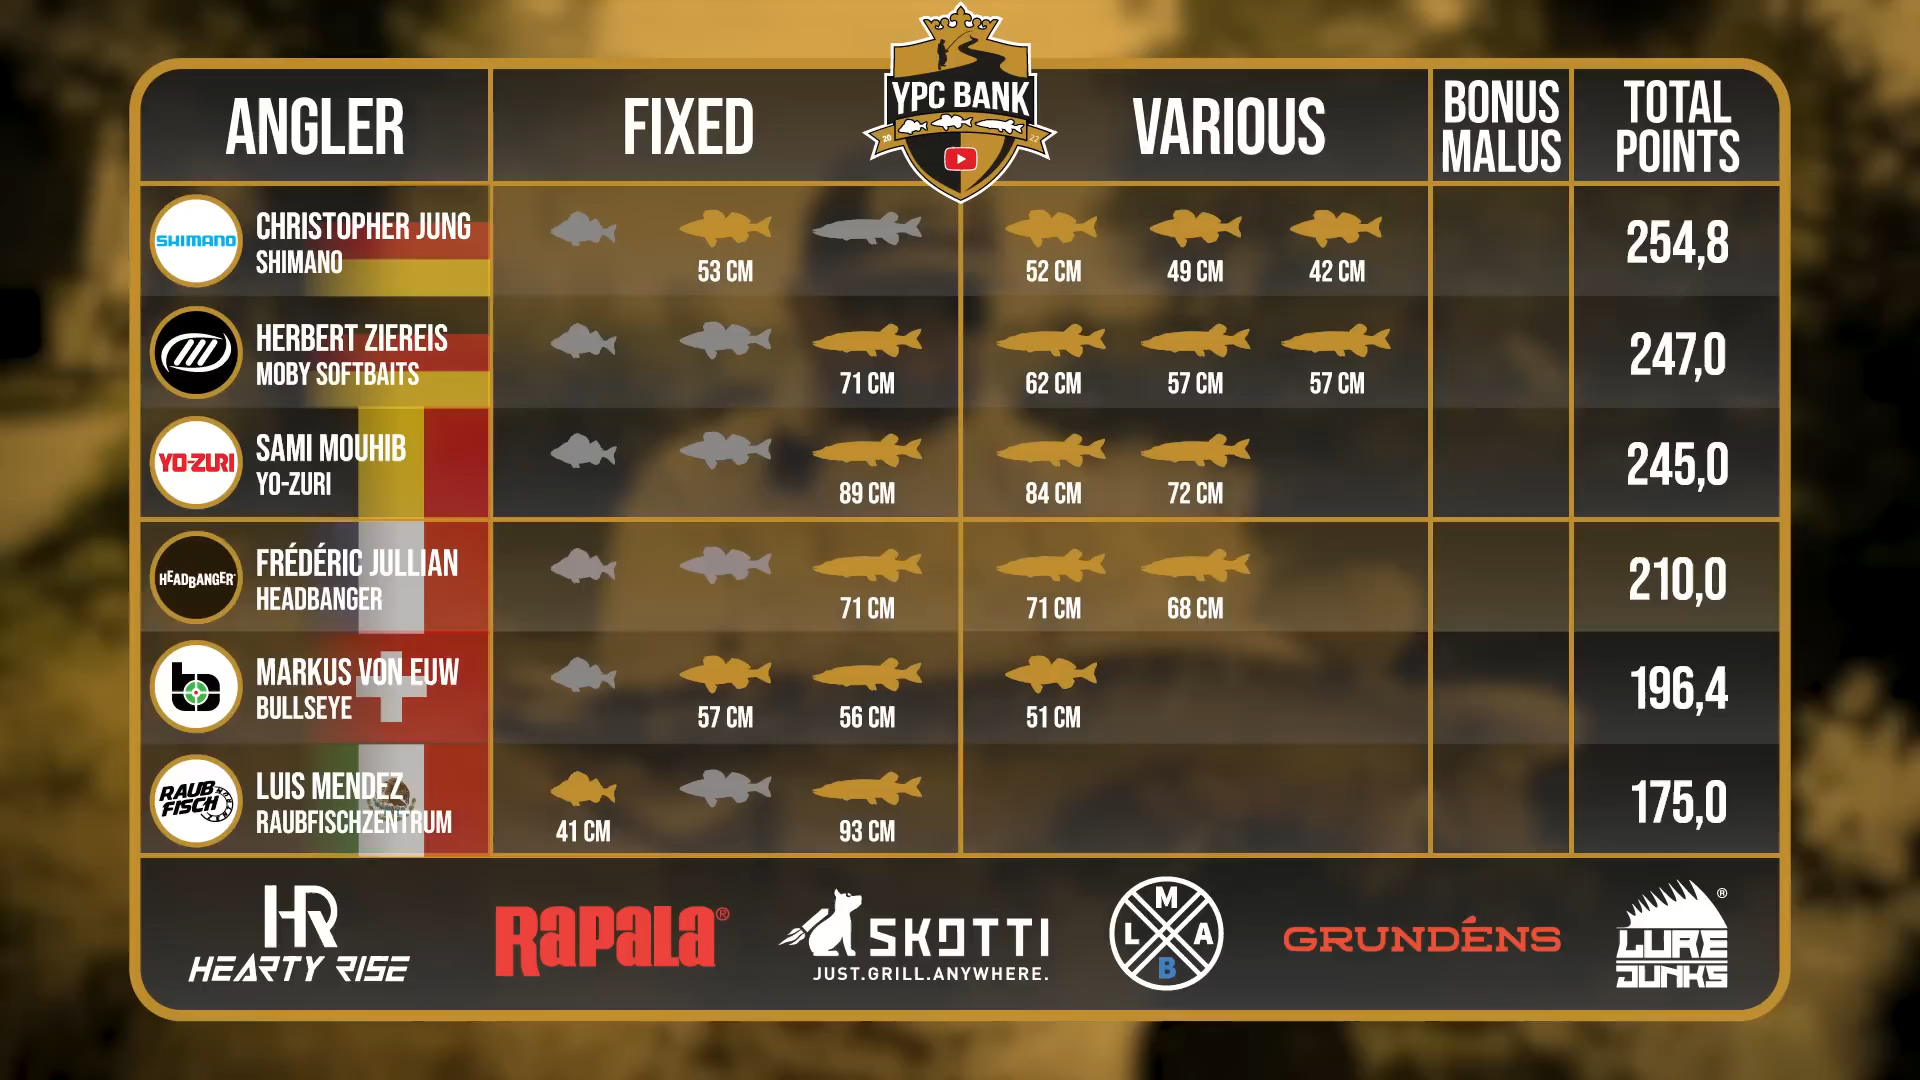 YPC BANK
20 22
ANGLER FIXED VARIOUS BONUS MALUS TOTAL POINTS
SHIMANO
CHRISTOPHER JUNG
SHIMANO
53 CM 52 CM 49 CM 42 CM 254,8
HERBERT ZIEREIS
MOBY SOFTBAITS
71 CM 62 CM 57 CM 57 CM 247,0
YO-ZURI
SAMI MOUHIB
YO-ZURI
89 CM 84 CM 72 CM 245,0
HEADBANGER
FRÉDÉRIC JULLIAN
HEADBANGER
71 CM 71 CM 68 CM 210,0
b
MARKUS VON EUW
BULLSEYE
57 CM 56 CM 51 CM 196,4
RAUB
FISCH
LUIS MENDEZ
RAUBFISCHZENTRUM
41 CM 93 CM 175,0
HR
HEARTY RISE
RAPALA®
SKOTTI
JUST.GRILL.ANYWHERE.
M
L A
B
GRUNDÉNS
LURE
JUNKS®